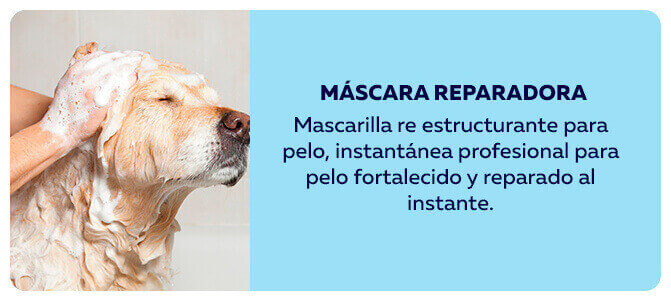 MÁSCARA REPARADORA
Mascarilla re estructurante para
pelo, instantánea profesional para
pelo fortalecido y reparado al
instante.